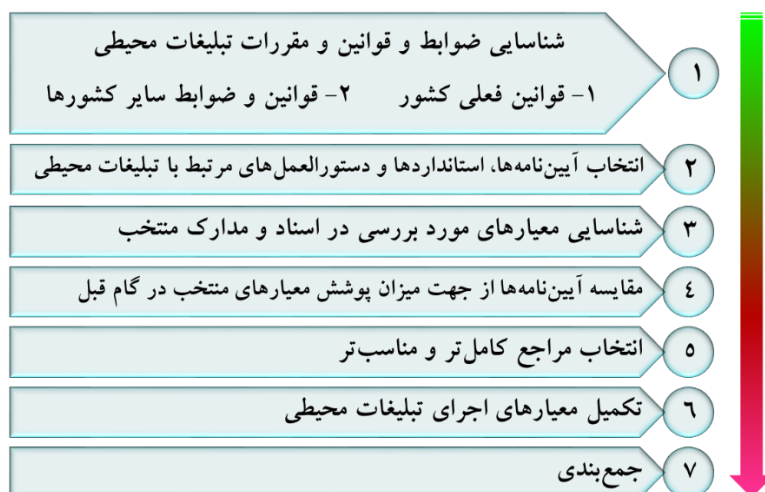 شناسایی ضوابط و قوانین و مقررات تبلیغات محیطی
۱- قوانین فعلی کشور ۲- قوانین و ضوابط سایر کشورها
۱
۲ انتخاب آیین‌نامه‌ها، استانداردها و دستورالعمل‌های مرتبط با تبلیغات محیطی
۳ شناسایی معیارهای مورد بررسی در اسناد و مدارک منتخب
٤ مقایسه آیین‌نامه‌ها از جهت میزان پوشش معیارهای منتخب در گام قبل
٥ انتخاب مراجع کامل‌تر و مناسب‌تر
٦ تکمیل معیارهای اجرای تبلیغات محیطی
۷ جمع‌بندی